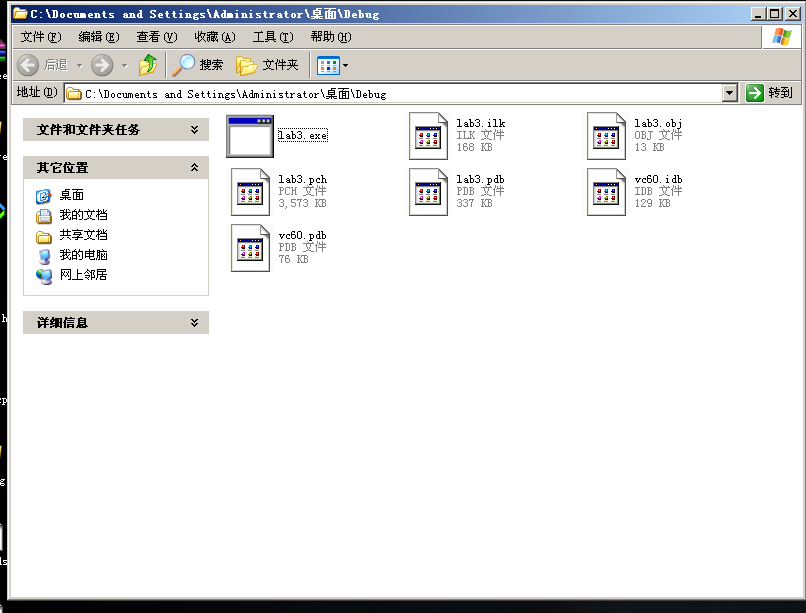 C:\Documents and Settings\Administrator\桌面\Debug
文件(F) 编辑(E) 查看(V) 收藏(A) 工具(T) 帮助(H)
后退 搜索 文件夹
地址(D) C:\Documents and Settings\Administrator\桌面\Debug 转到
文件和文件夹任务
其它位置
桌面
我的文档
共享文档
我的电脑
网上邻居
详细信息
lab3.exe
lab3.ilk
ILK 文件
168 KB
lab3.obj
OBJ 文件
13 KB
lab3.pch
PCH 文件
3,573 KB
lab3.pdb
PDB 文件
337 KB
vc60.idb
IDB 文件
129 KB
vc60.pdb
PDB 文件
76 KB